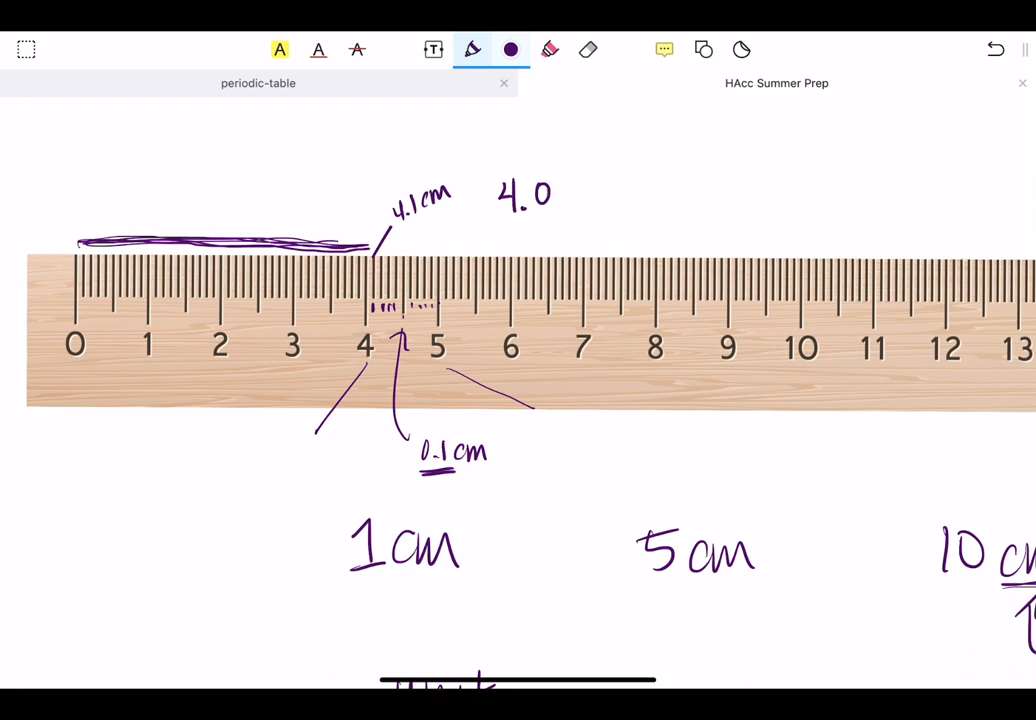 A A A T
periodic-table × HAcc Summer Prep ×
4.1cm 4.0
0 1 2 3 4 5 6 7 8 9 10 11 12 13
0.1cm
1cm 5cm 10